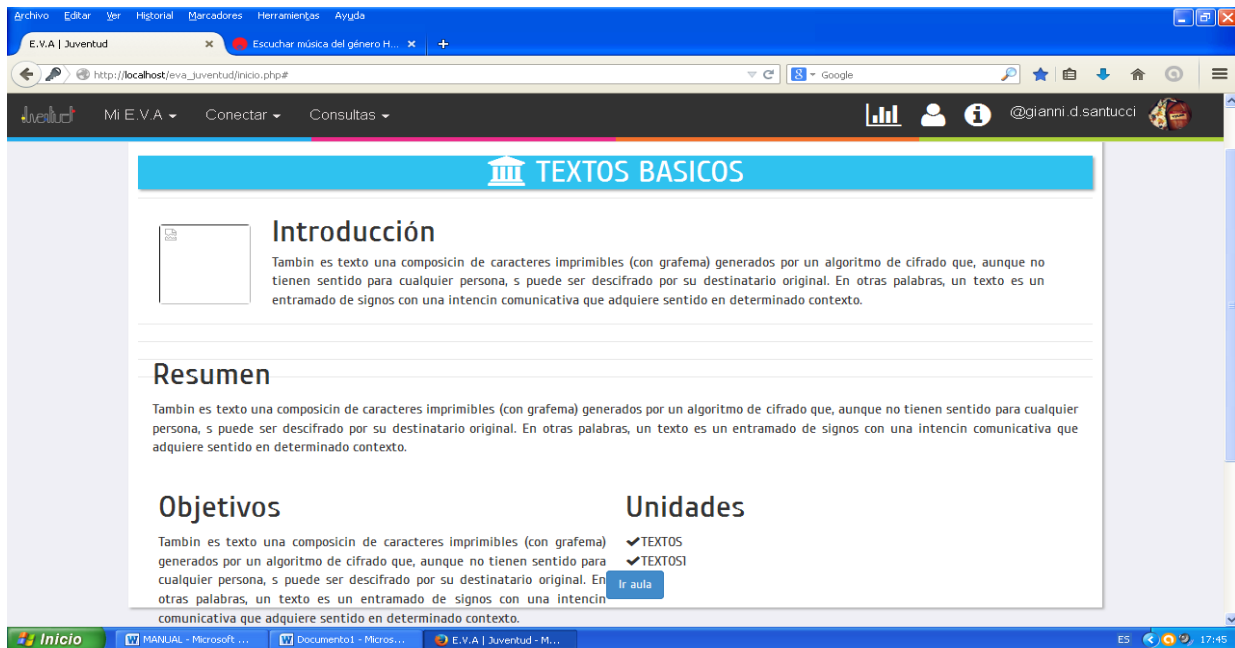 Archivo Editar Ver Historial Marcadores Herramientas Ayuda
E.V.A | Juventud
Escuchar música del género H...
http://localhost/eva_juventud/inicio.php#
Google
Juventud Mi E.V.A Conectar Consultas @gianni.d.santucci
TEXTOS BASICOS
Introducción
Tambin es texto una composicin de caracteres imprimibles (con grafema) generados por un algoritmo de cifrado que, aunque no
tienen sentido para cualquier persona, s puede ser descifrado por su destinatario original. En otras palabras, un texto es un
entramado de signos con una intencin comunicativa que adquiere sentido en determinado contexto.
Resumen
Tambin es texto una composicin de caracteres imprimibles (con grafema) generados por un algoritmo de cifrado que, aunque no tienen sentido para cualquier
persona, s puede ser descifrado por su destinatario original. En otras palabras, un texto es un entramado de signos con una intencin comunicativa que
adquiere sentido en determinado contexto.
Objetivos
Tambin es texto una composicin de caracteres imprimibles (con grafema)
generados por un algoritmo de cifrado que, aunque no tienen sentido para
cualquier persona, s puede ser descifrado por su destinatario original. En
otras palabras, un texto es un entramado de signos con una intencin
comunicativa que adquiere sentido en determinado contexto.
Unidades
TEXTOS
TEXTOS1
Ir aula
Inicio
MANUAL - Microsoft ...
Documento1 - Micros...
E.V.A | Juventud - M...
ES
17:45